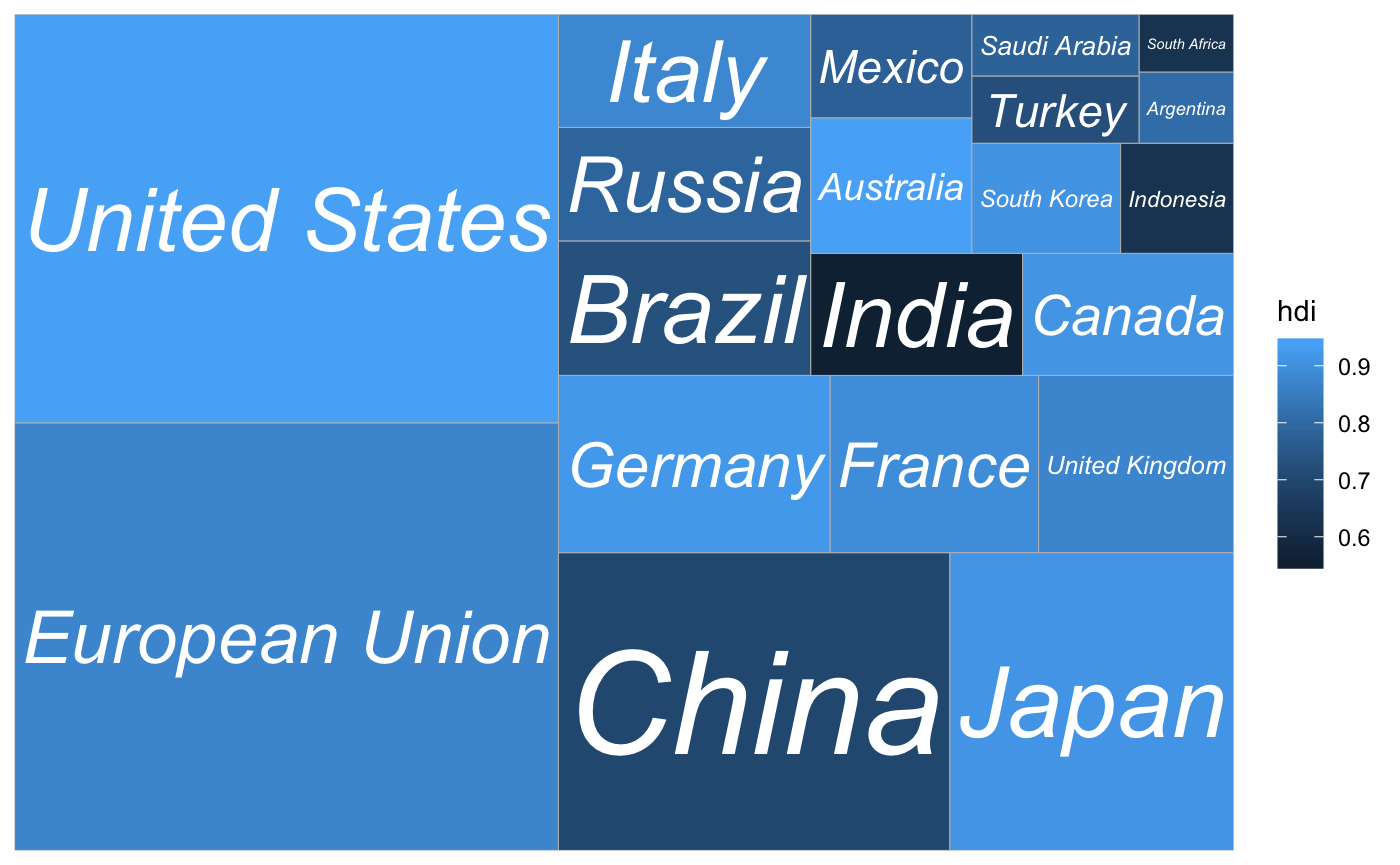 United States
European Union
Italy
Russia
Brazil
Mexico
Australia
Saudi Arabia
Turkey
South Africa
Argentina
South Korea
Indonesia
India
Canada
Germany
France
United Kingdom
China
Japan
hdi
0.9
0.8
0.7
0.6